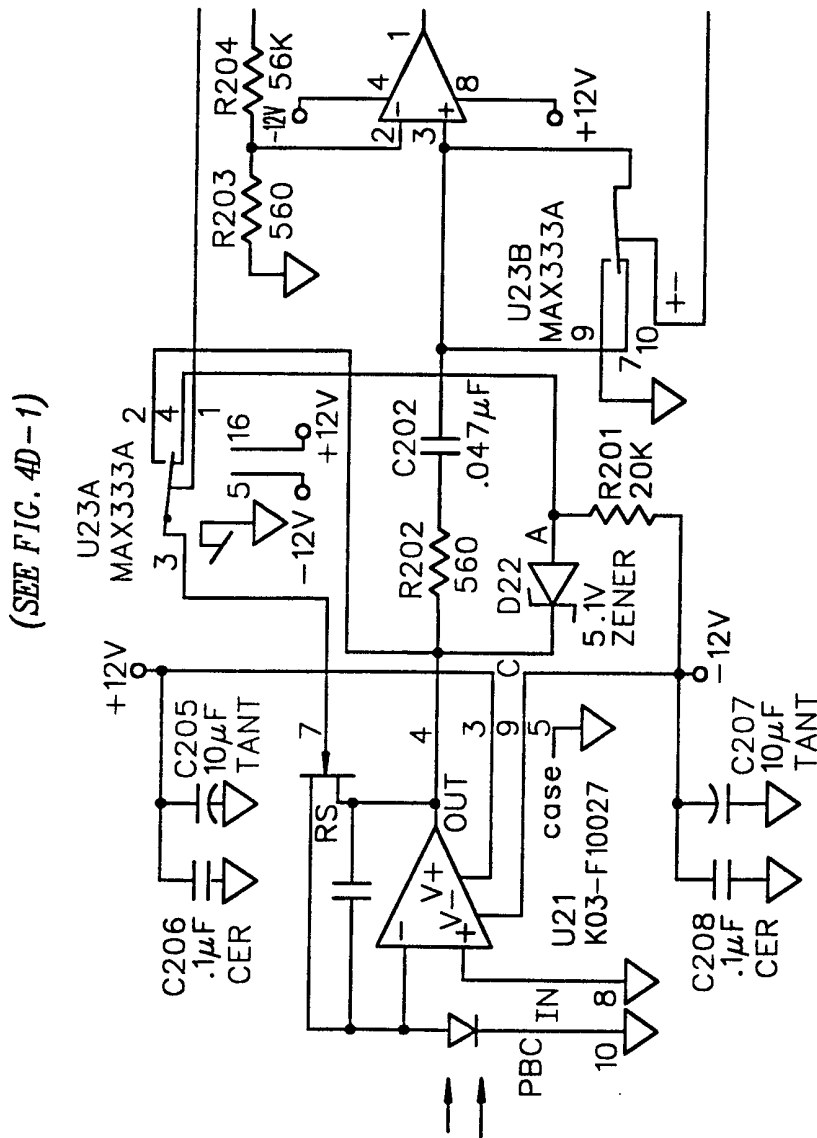 (SEE FIG. 4D-1)
U23A
MAX333A
2
4
1
3
5
16
-12V
+12V
R203
560
R204
56K
-12V
2
3
4
8
1
-
+
+12V
+12V
C205
10µF
TANT
C206
.1µF
CER
7
RS
4
OUT
V+
V-
-
+
3
9
5
case
C
U21
K03-F10027
PBC
IN
10
8
R202
560
C202
.047µF
D22
A
5.1V
ZENER
R201
20K
-12V
C207
10µF
TANT
C208
.1µF
CER
U23B
MAX333A
9
7
10
+-